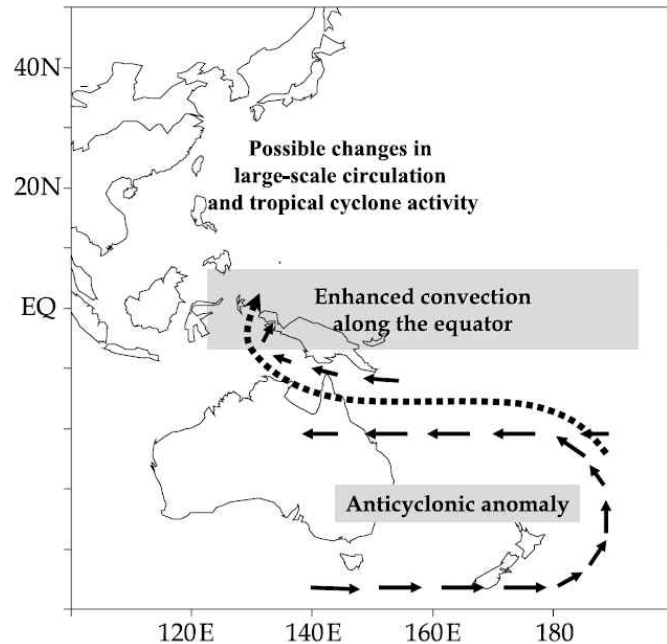 40N
Possible changes in
large-scale circulation
and tropical cyclone activity
20N
Enhanced convection
along the equator
EQ
Anticyclonic anomaly
120E 140E 160E 180